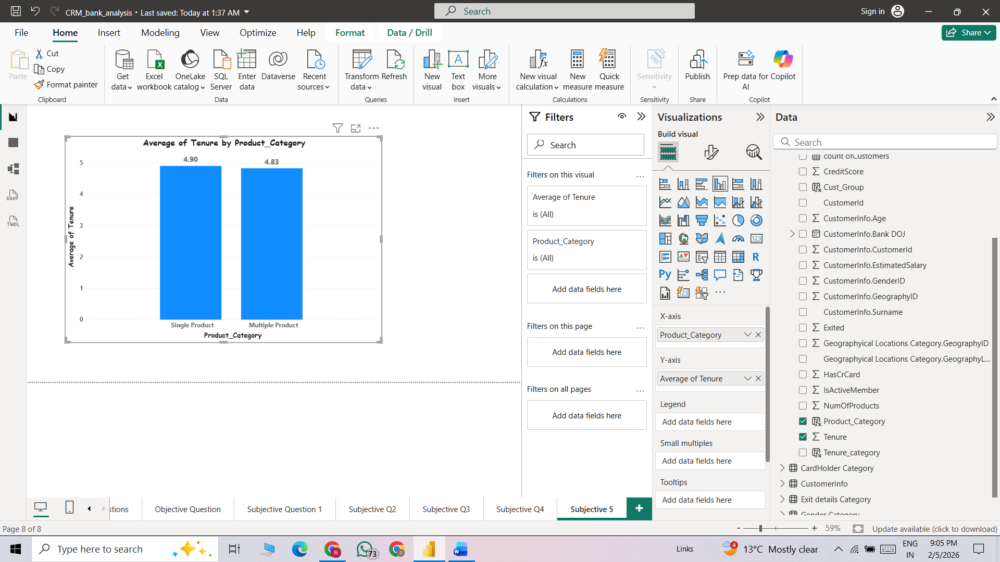 CRM_bank_analysis • Last saved: Today at 1:37 AM
Search
Sign in
File
Home
Insert
Modeling
View
Optimize
Help
Format
Data / Drill
Share
Paste
Cut
Copy
Format painter
Clipboard
Get data
Excel workbook
OneLake catalog
SQL Server
Enter data
Dataverse
Recent sources
Data
Transform data
Refresh
Queries
New visual
Text box
More visuals
Insert
New visual calculation
New measure
Quick measure
Calculations
Sensitivity
Sensitivity
Publish
Share
Prep data for AI
Copilot
Copilot
DAX
TMDL
Average of Tenure by Product_Category
Average of Tenure
5
4
3
2
1
0
4.90
4.83
Single Product
Multiple Product
Product_Category
Filters
Search
Filters on this visual
...
Average of Tenure
is (All)
Product_Category
is (All)
Add data fields here
Filters on this page
...
Add data fields here
Filters on all pages
...
Add data fields here
Visualizations
Build visual
123
R
Py
123
...
X-axis
Product_Category
Y-axis
Average of Tenure
Legend
Add data fields here
Small multiples
Add data fields here
Tooltips
Add data fields here
Data
Search
count ofCustomers
CreditScore
Cust_Group
CustomerId
CustomerInfo.Age
CustomerInfo.Bank DOJ
CustomerInfo.CustomerId
CustomerInfo.EstimatedSalary
CustomerInfo.GenderID
CustomerInfo.GeographyID
CustomerInfo.Surname
Exited
Geographyical Locations Category.GeographyID
Geographyical Locations Category.GeographyL...
HasCrCard
IsActiveMember
NumOfProducts
Product_Category
Tenure
Tenure_category
CardHolder Category
CustomerInfo
Exit details Category
Gender Category
stions
Objective Question
Subjective Question 1
Subjective Q2
Subjective Q3
Subjective Q4
Subjective 5
+
Page 8 of 8
- + 59%
Update available (click to download)
Type here to search
R
73
S
Links
4
13°C Mostly clear
ENG
IN
9:05 PM
2/5/2026